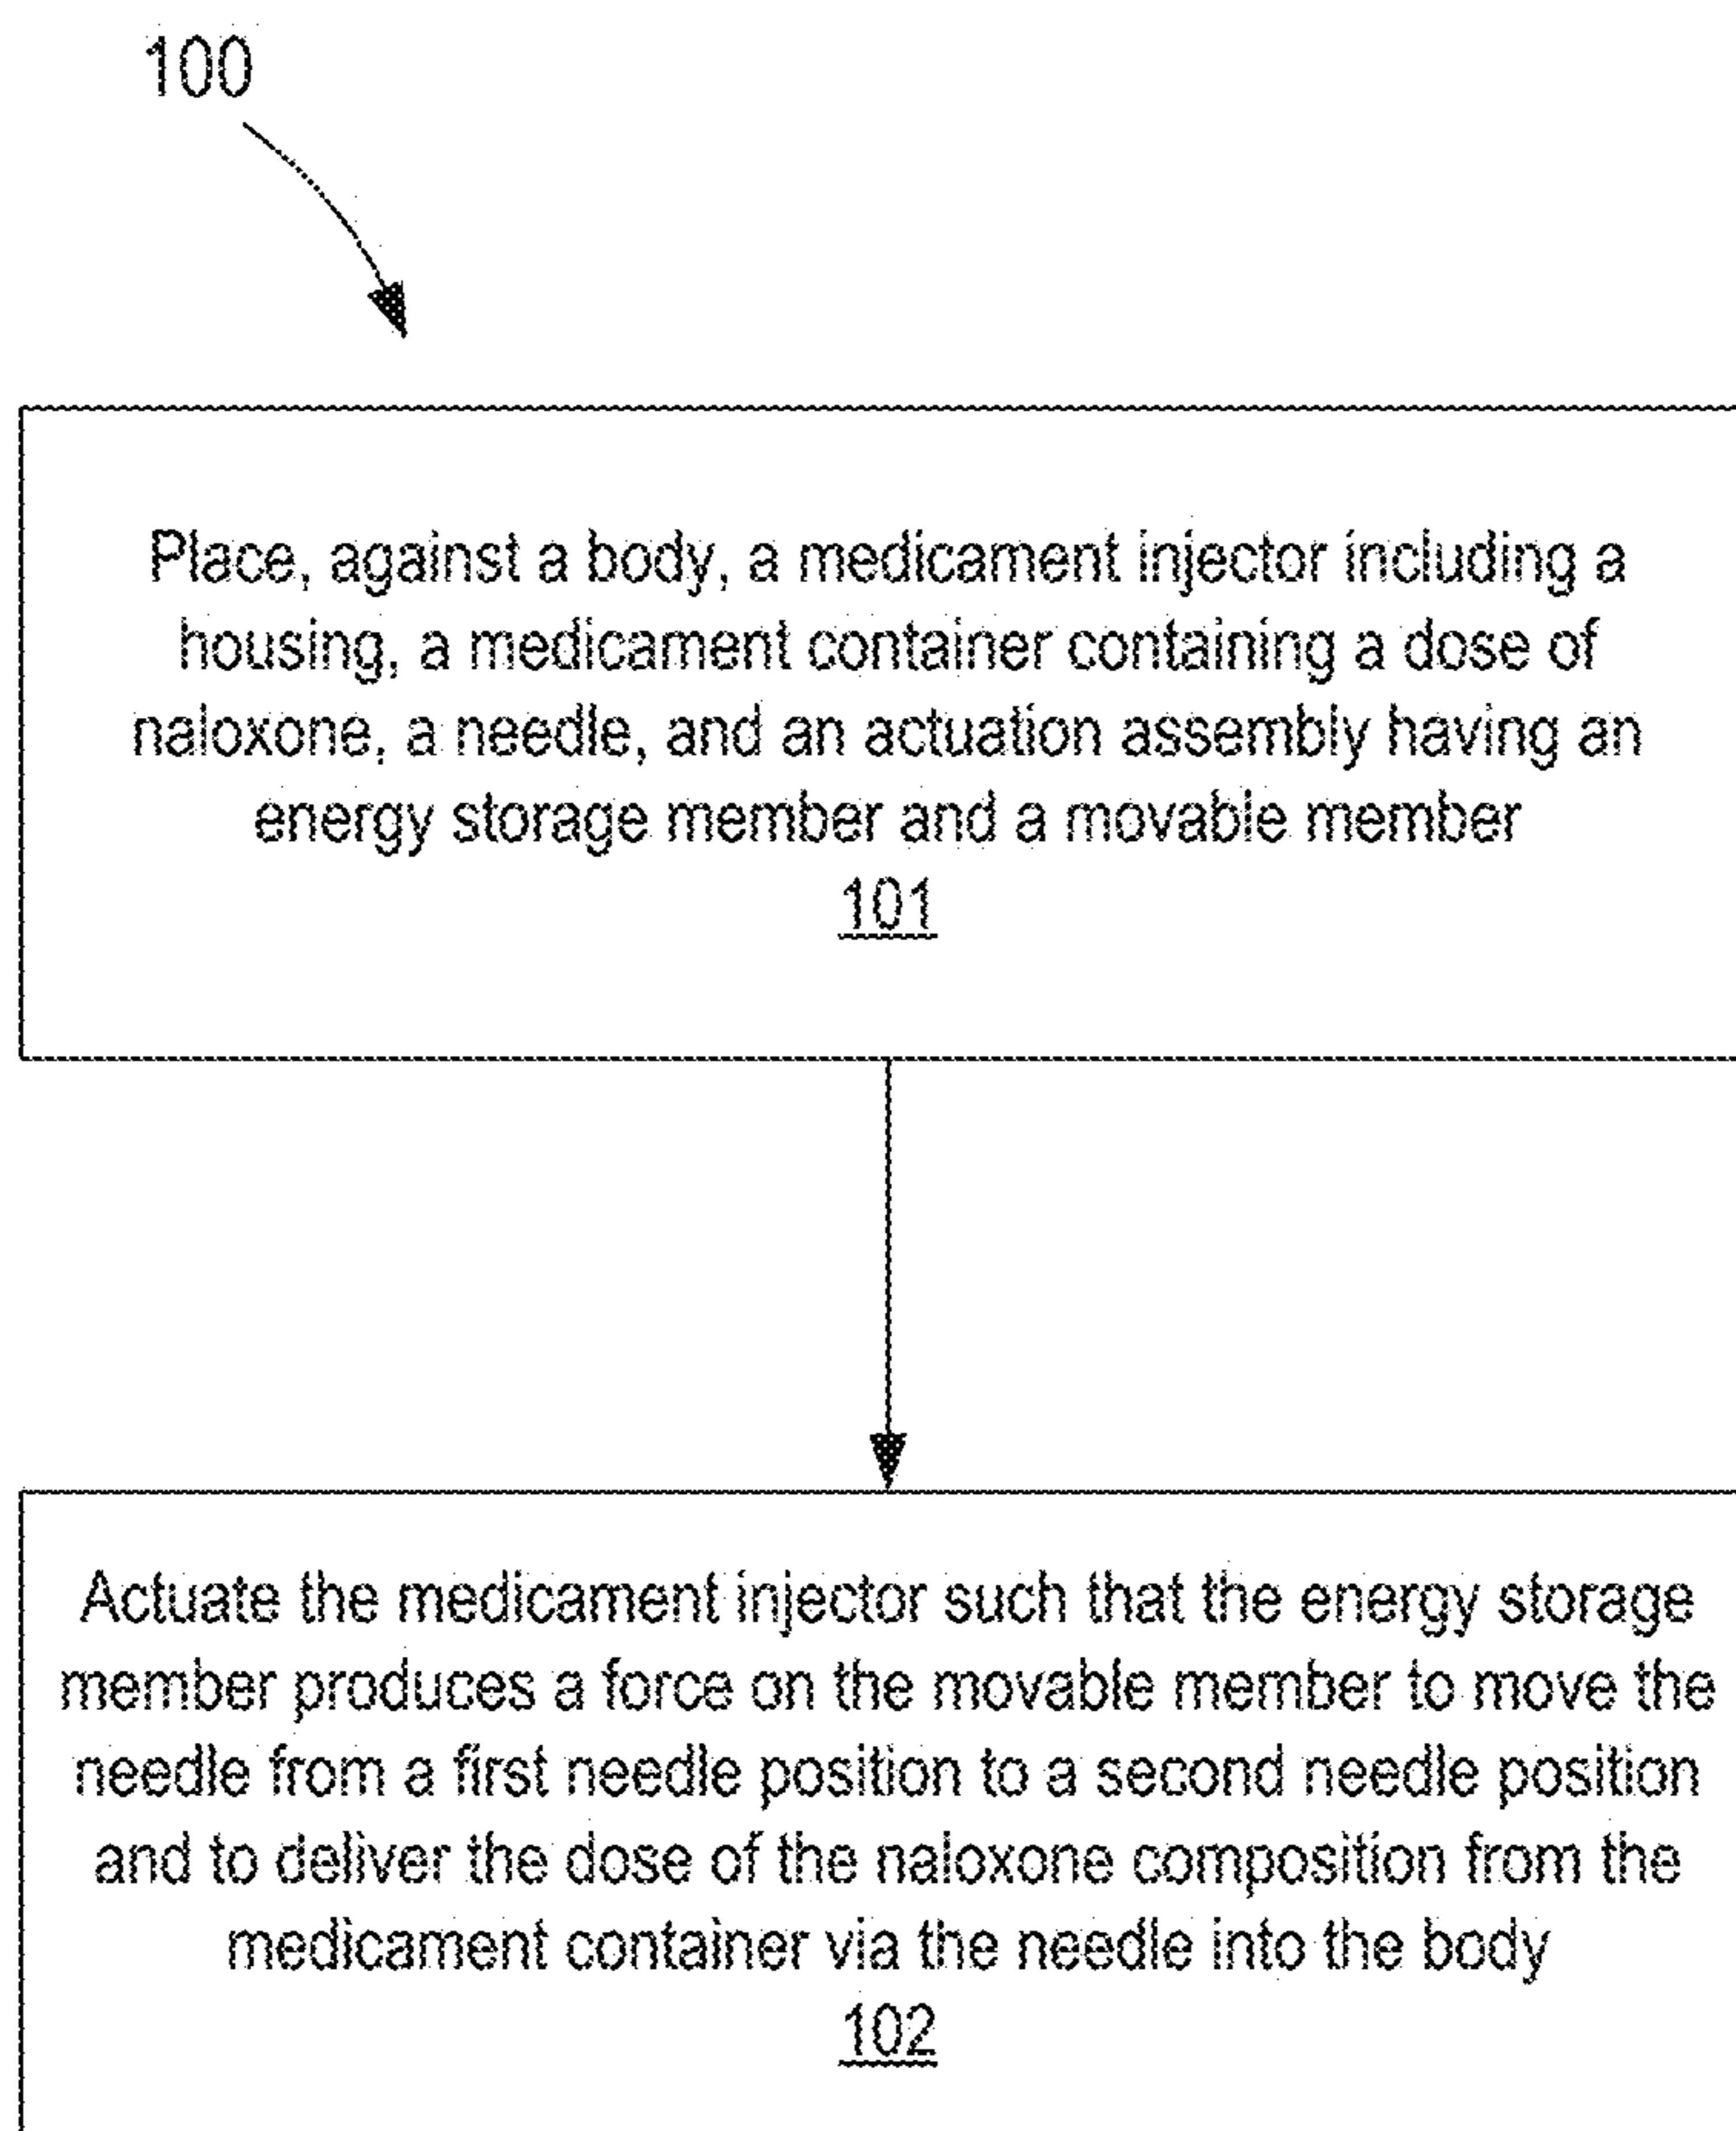 100
Place, against a body, a medicament injector including a
housing, a medicament container containing a dose of
naloxone, a needle, and an actuation assembly having an
energy storage member and a movable member
101
Actuate the medicament injector such that the energy storage
member produces a force on the movable member to move the
needle from a first needle position to a second needle position
and to deliver the dose of the naloxone composition from the
medicament container via the needle into the body
102